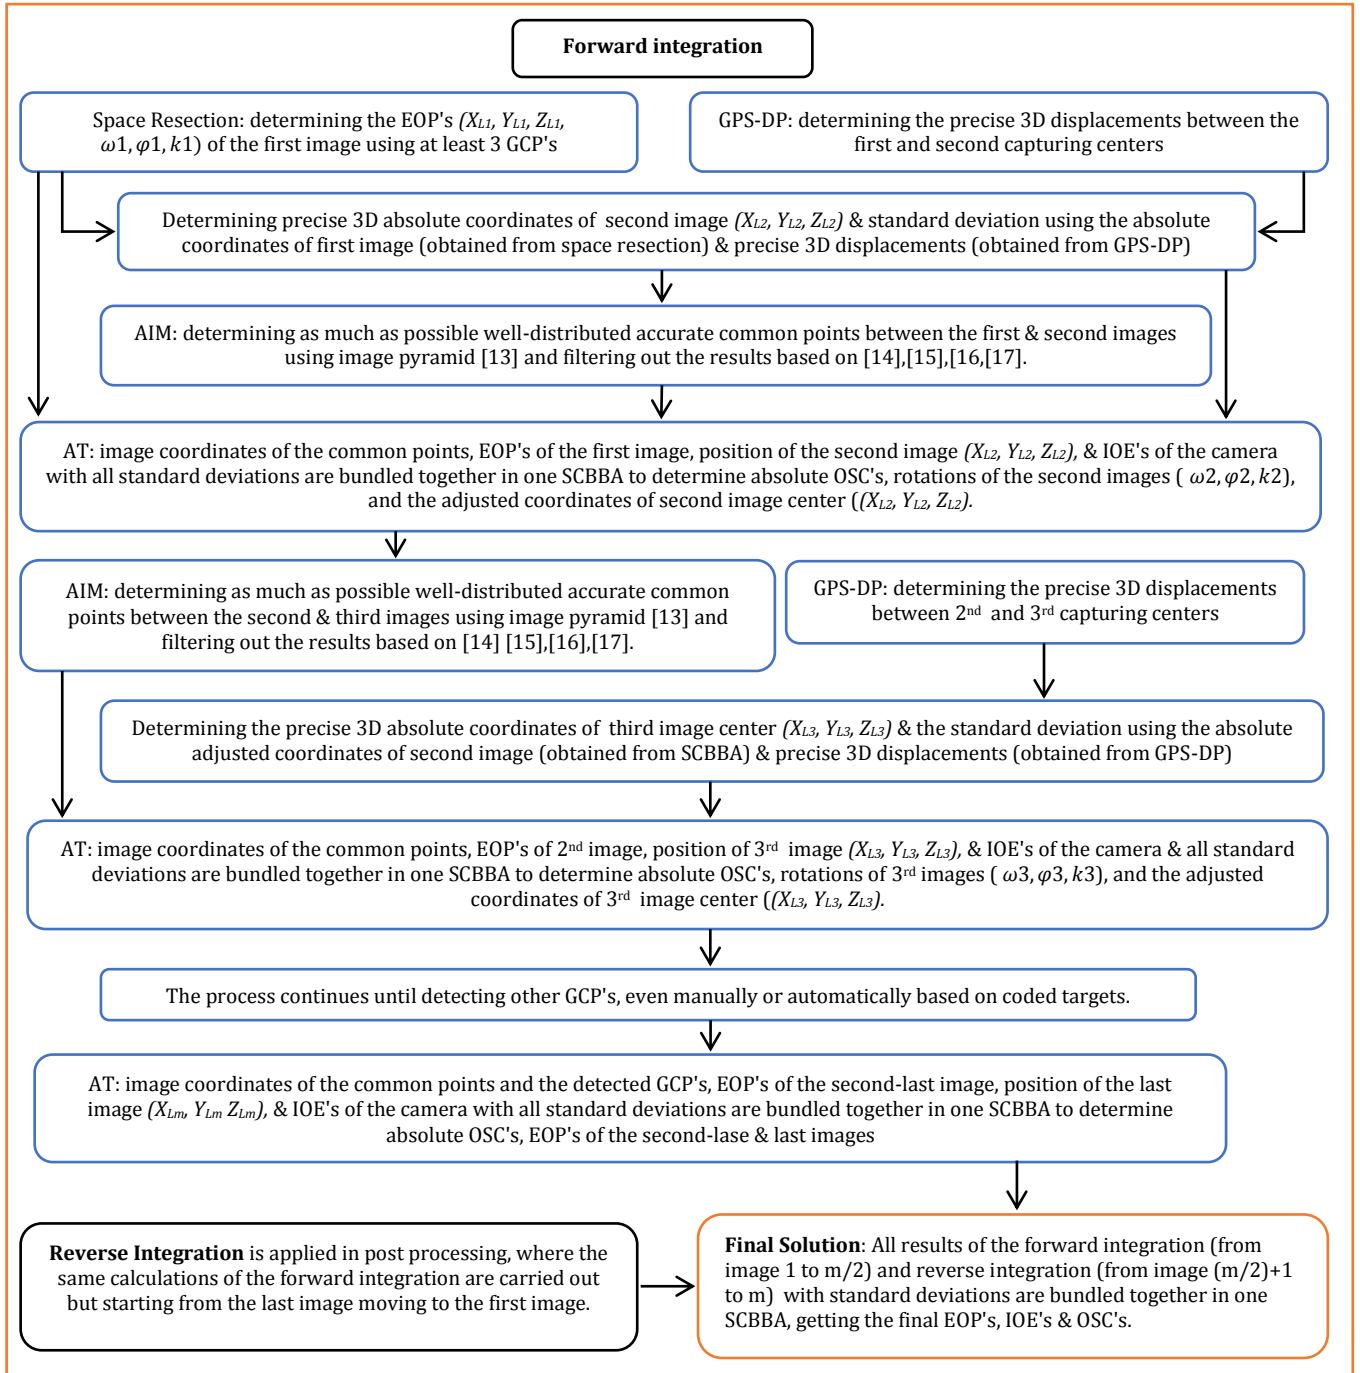 Forward integration
Space Resection: determining the EOP's (XL1, YL1, ZL1,
ω1, φ1, k1) of the first image using at least 3 GCP's
GPS-DP: determining the precise 3D displacements between the
first and second capturing centers
Determining precise 3D absolute coordinates of second image (XL2, YL2, ZL2) & standard deviation using the absolute
coordinates of first image (obtained from space resection) & precise 3D displacements (obtained from GPS-DP)
AIM: determining as much as possible well-distributed accurate common points between the first & second images
using image pyramid [13] and filtering out the results based on [14],[15],[16,[17].
AT: image coordinates of the common points, EOP's of the first image, position of the second image (XL2, YL2, ZL2), & IOE's of the camera
with all standard deviations are bundled together in one SCBBA to determine absolute OSC's, rotations of the second images ( ω2, φ2, k2),
and the adjusted coordinates of second image center ((XL2, YL2, ZL2).
AIM: determining as much as possible well-distributed accurate common
points between the second & third images using image pyramid [13] and
filtering out the results based on [14] [15],[16],[17].
GPS-DP: determining the precise 3D displacements
between 2nd and 3rd capturing centers
Determining the precise 3D absolute coordinates of third image center (XL3, YL3, ZL3) & the standard deviation using the absolute
adjusted coordinates of second image (obtained from SCBBA) & precise 3D displacements (obtained from GPS-DP)
AT: image coordinates of the common points, EOP's of 2nd image, position of 3rd image (XL3, YL3, ZL3), & IOE's of the camera & all standard
deviations are bundled together in one SCBBA to determine absolute OSC's, rotations of 3rd images ( ω3, φ3, k3), and the adjusted
coordinates of 3rd image center ((XL3, YL3, ZL3).
The process continues until detecting other GCP's, even manually or automatically based on coded targets.
AT: image coordinates of the common points and the detected GCP's, EOP's of the second-last image, position of the last
image (XLm, YLm ZLm), & IOE's of the camera with all standard deviations are bundled together in one SCBBA to determine
absolute OSC's, EOP's of the second-lase & last images
Reverse Integration is applied in post processing, where the
same calculations of the forward integration are carried out
but starting from the last image moving to the first image.
Final Solution: All results of the forward integration (from
image 1 to m/2) and reverse integration (from image (m/2)+1
to m) with standard deviations are bundled together in one
SCBBA, getting the final EOP's, IOE's & OSC's.